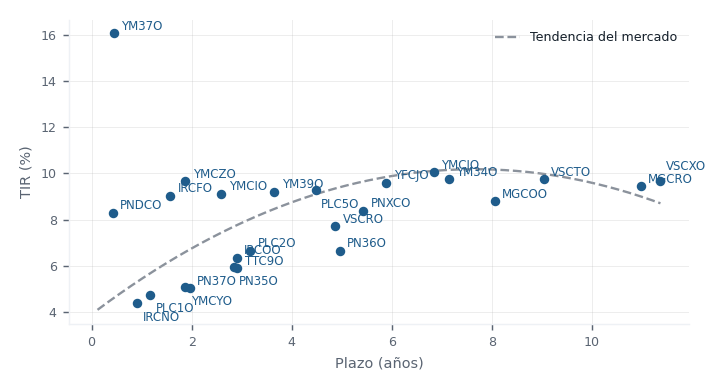 YM37O
Tendencia del mercado
16
14
12
10
8
6
4
TIR (%)
PNDCO
IRCFO
YMCZO
YMCIO
YM39O
PLC5O
YFCJO
YMCJO
YM34O
VSCTO
VSCXO
MGCRO
MGCOO
PNXCO
VSCRO
PN36O
PLC2O
IRCOO
TTC9O
PN37O
PN35O
YMCYO
PLC1O
IRCNO
0
2
4
6
8
10
Plazo (años)